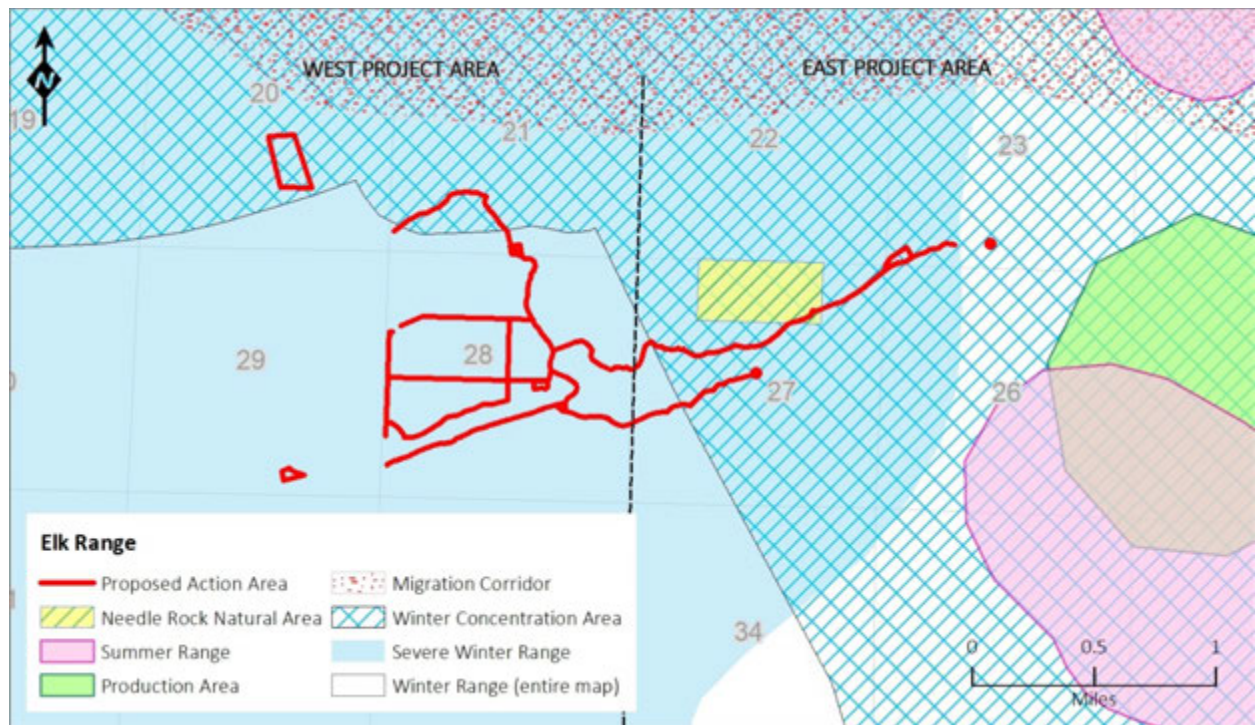 WEST PROJECT AREA
EAST PROJECT AREA
N
19
20
21
22
23
29
28
27
26
34
Elk Range
Proposed Action Area
Needle Rock Natural Area
Summer Range
Production Area
Migration Corridor
Winter Concentration Area
Severe Winter Range
Winter Range (entire map)
0 0.5 1
Miles